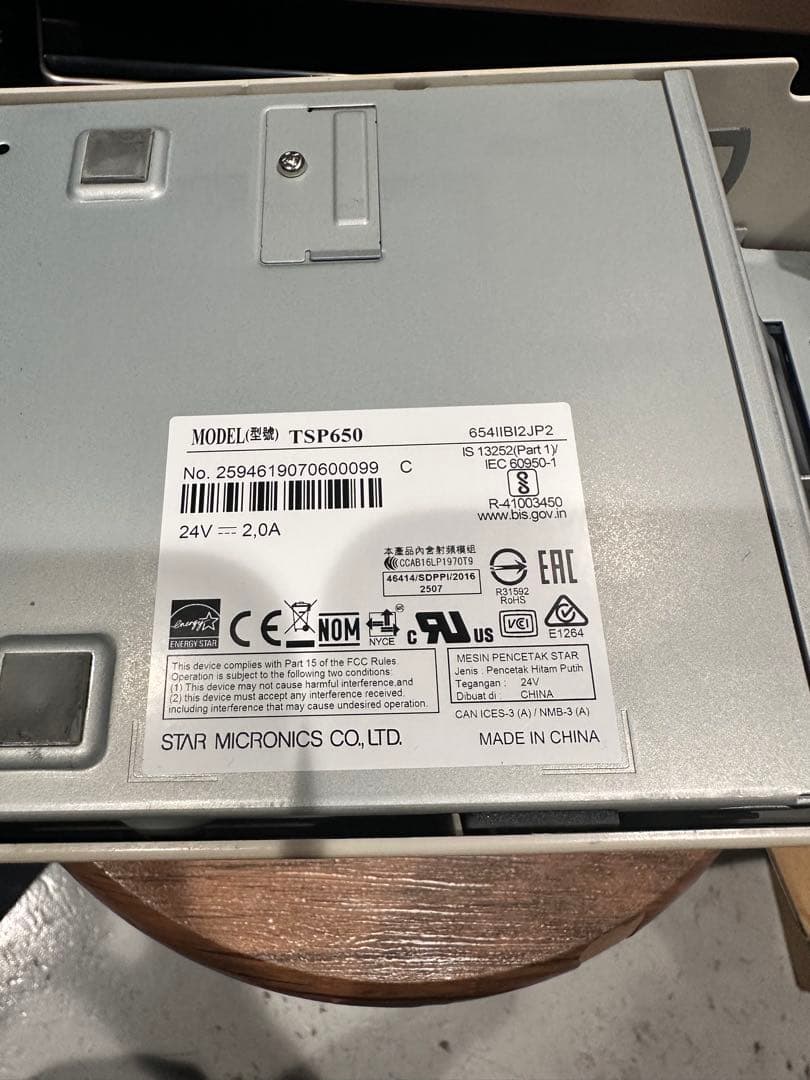 MODEL(型號) TSP650
654IIBI2JP2
No. 2594619070600099 C
IS 13252(Part 1)/
IEC 60950-1
R-41003450
www.bis.gov.in
24V ⎓ 2,0A
本產品內含射頻模組
CCAB16LP1970T9
46414/SDPPI/2016
2507
R31592
RoHS
EAC
energy
ENERGY STAR
CE
NOM
NYCE
c RU us
VCI
E1264
This device complies with Part 15 of the FCC Rules
Operation is subject to the following two conditions:
(1) This device may not cause harmful interference,and
(2) this device must accept any interference received.
including interference that may cause undesired operation.
MESIN PENCETAK STAR
Jenis : Pencetak Hitam Putih
Tegangan : 24V
Dibuat di : CHINA
CAN ICES-3 (A) / NMB-3 (A)
STAR MICRONICS CO.,LTD.
MADE IN CHINA